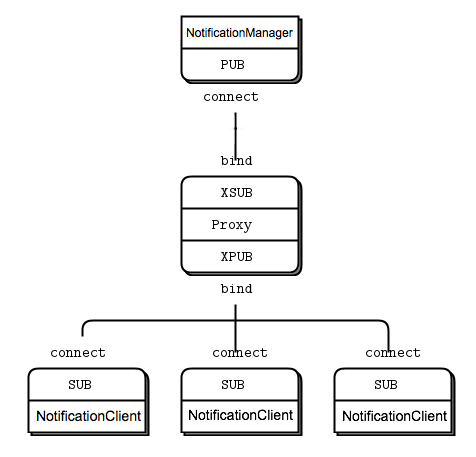 NotificationManager
PUB
connect
bind
XSUB
Proxy
XPUB
bind
connect connect connect
SUB SUB SUB
NotificationClient NotificationClient NotificationClient